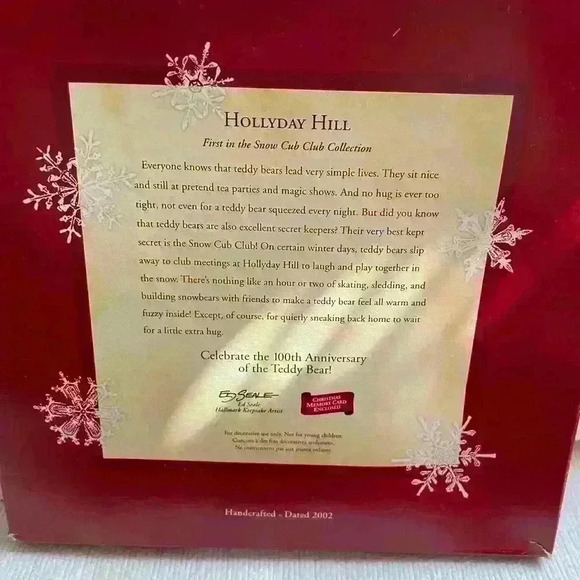 HOLLYDAY HILL
First in the Snow Cub Club Collection
Everyone knows that teddy bears lead very simple lives. They sit nice
and still at pretend tea parties and magic shows. And no hug is ever too
tight, not even for a teddy bear squeezed every night. But did you know
that teddy bears are also excellent secret keepers? Their very best kept
secret is the Snow Cub Club! On certain winter days, teddy bears slip
away to club meetings at Hollyday Hill to laugh and play together in
the snow. There's nothing like an hour or two of skating, sledding, and
building snowbears with friends to make a teddy bear feel all warm and
fuzzy inside! Except, of course, for quietly sneaking back home to wait
for a little extra hug.
Celebrate the 100th Anniversary
of the Teddy Bear!
ED SEALE
Ed Seale
Hallmark Keepsake Artist
CHRISTMAS
MEMORY CARD
ENCLOSED!
For decorative use only. Not for young children.
Handcrafted - Dated 2002